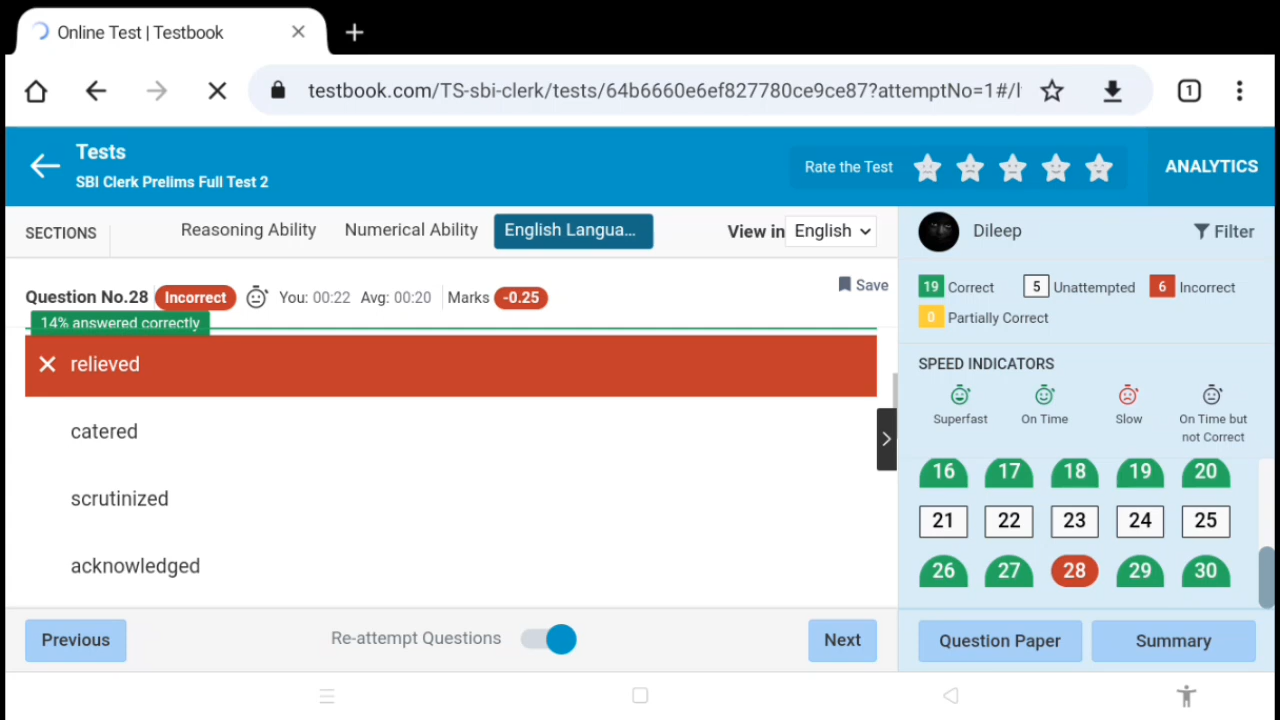 Online Test | Testbook
testbook.com/TS-sbi-clerk/tests/64b6660e6ef827780ce9ce87?attemptNo=1#/l
1
Tests
SBI Clerk Prelims Full Test 2
Rate the Test
ANALYTICS
SECTIONS
Reasoning Ability
Numerical Ability
English Langua...
View in
English
Dileep
Filter
Question No.28
Incorrect
You: 00:22
Avg: 00:20
Marks
-0.25
Save
14% answered correctly
relieved
catered
scrutinized
acknowledged
19 Correct
5 Unattempted
6 Incorrect
0 Partially Correct
SPEED INDICATORS
Superfast
On Time
Slow
On Time but
not Correct
16 17 18 19 20
21 22 23 24 25
26 27 28 29 30
Previous
Re-attempt Questions
Next
Question Paper
Summary